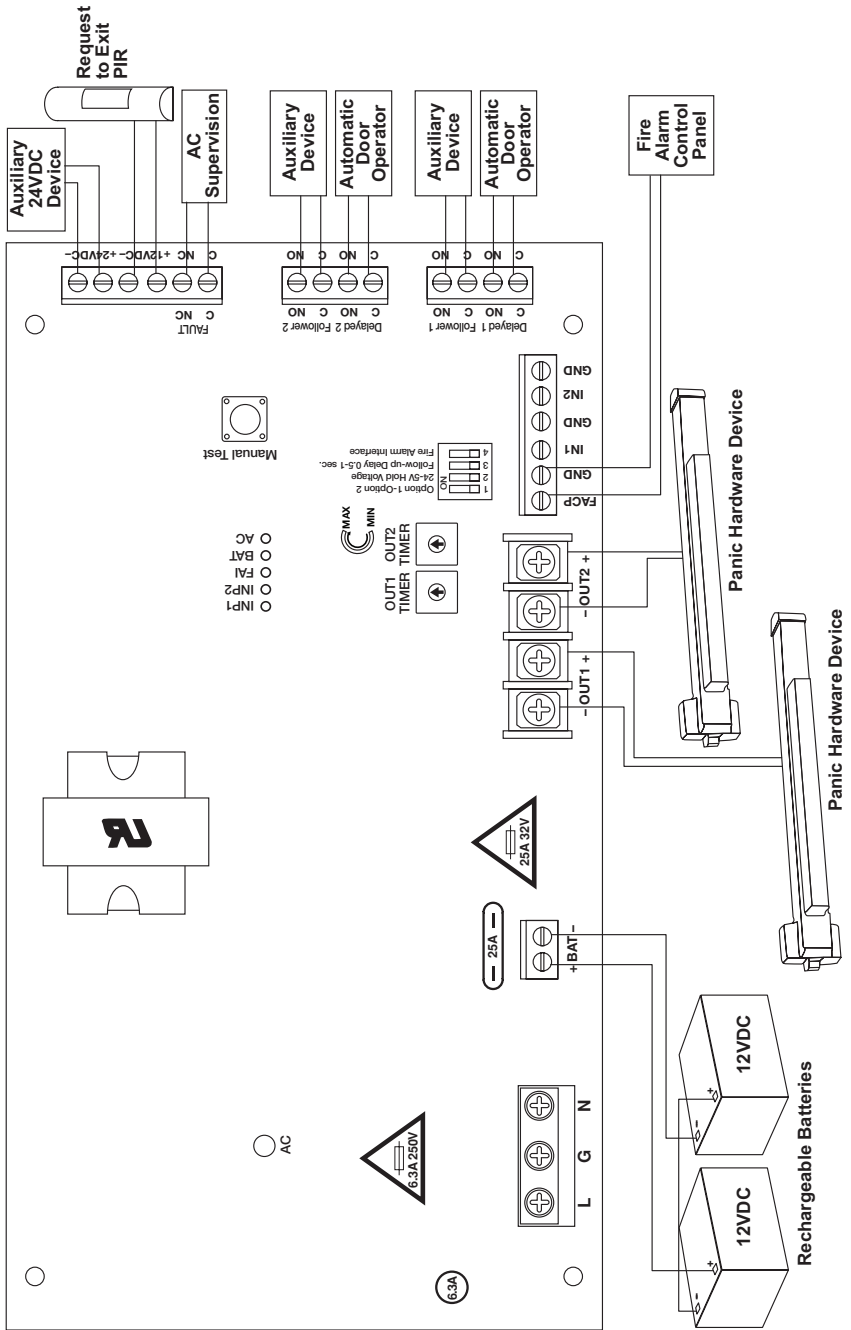 Auxiliary
24VDC
Device
Request
to Exit
PIR
AC
Supervision
Auxiliary
Device
Automatic
Door
Operator
Auxiliary
Device
Automatic
Door
Operator
Fire
Alarm
Control
Panel
–24VDC+
–12VDC+
NC
C
NC
C
FAULT
NO
C
NO
C
NO
C
NO
C
Delayed 2 Follower 2
NO
C
NO
C
NO
C
NO
C
Delayed 1 Follower 1
Manual Test
AC
BAT
FAI
INP2
INP1
MAX
MIN
OUT1
TIMER
OUT2
TIMER
ON
1 2 3 4
Option 1-Option 2
24-5V Hold Voltage
Follow-up Delay 0.5-1 sec.
Fire Alarm Interface
GND
IN2
GND
IN1
GND
FACP
– OUT1 +
– OUT2 +
UR
25A 32V
– 25A –
+ BAT –
AC
6.3A 250V
L
G
N
6.3A
Panic Hardware Device
Panic Hardware Device
–
+
12VDC
–
+
12VDC
Rechargeable Batteries